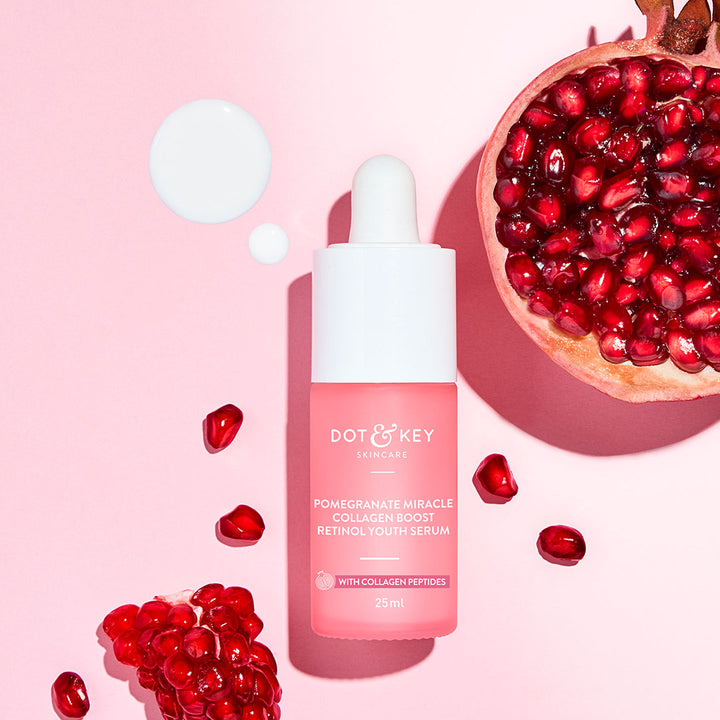 DOT & KEY
SKINCARE
POMEGRANATE MIRACLE
COLLAGEN BOOST
RETINOL YOUTH SERUM
WITH COLLAGEN PEPTIDES
25ml